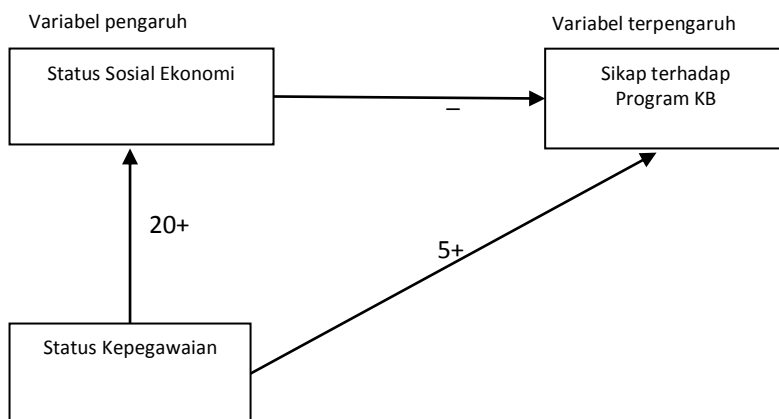 Variabel pengaruh
Variabel terpengaruh
Status Sosial Ekonomi
Sikap terhadap
Program KB
–
20+
5+
Status Kepegawaian